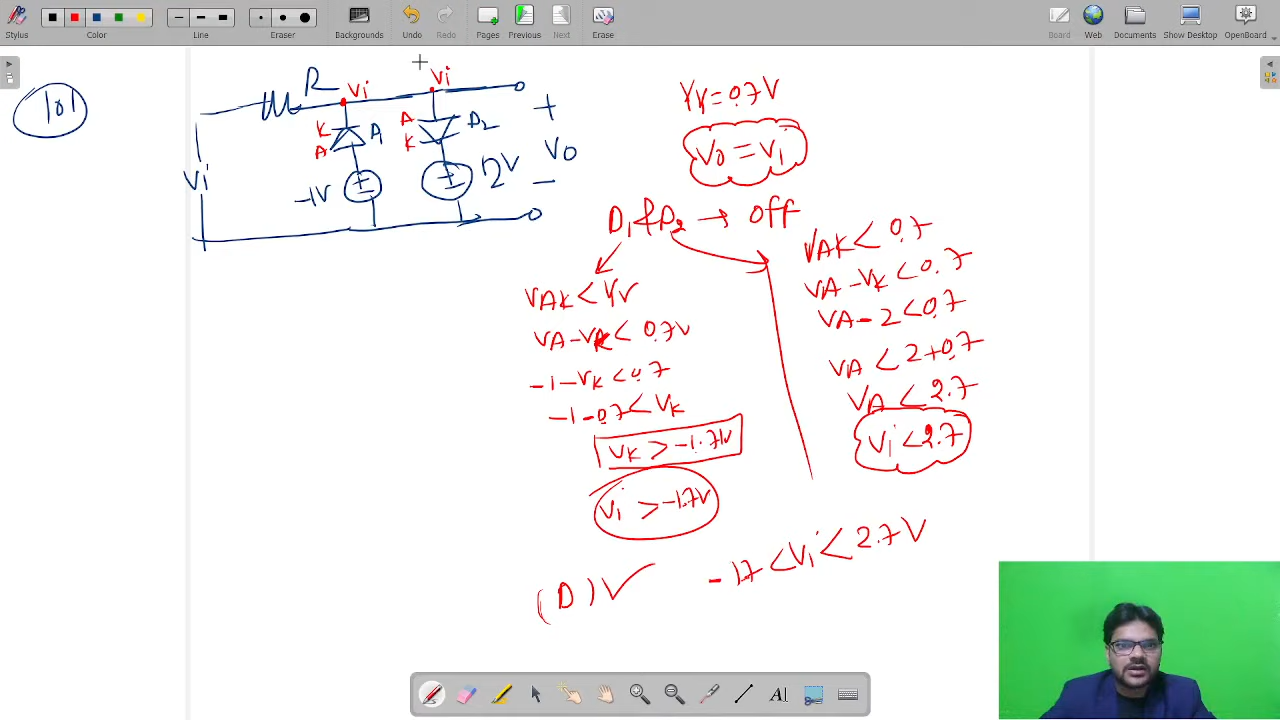 Stylus
Color
Line
Eraser
Backgrounds
Undo
Redo
Pages
Previous
Next
Erase
Board
Web
Documents
Show Desktop
OpenBoard
101
R
Vi
Vi
K
A
D1
A
K
D2
Vi
-1V
2V
+
Vo
-
Vγ = 0.7V
Vo = Vi
D1 & D2 → off
VAK < Vγ
VA - VK < 0.7V
-1 - VK < 0.7
-1 - 0.7 < VK
VK > -1.7V
Vi > -1.7V
VAK < 0.7
VA - VK < 0.7
VA - 2 < 0.7
VA < 2+0.7
VA < 2.7
Vi < 2.7
-1.7 < Vi < 2.7V
(D) ✓